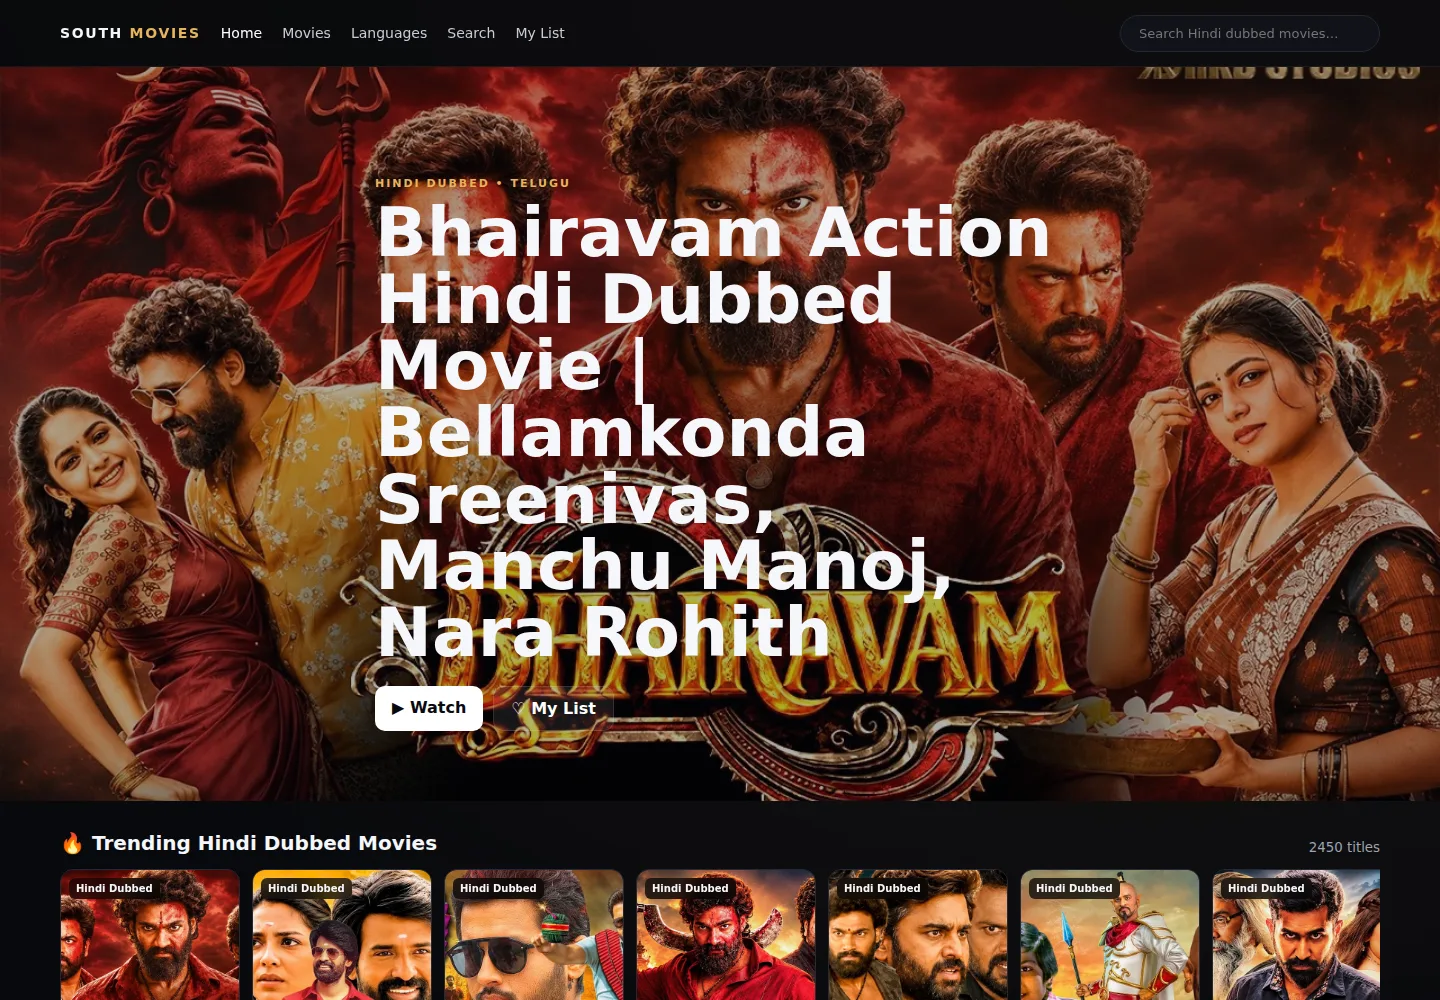 SOUTH MOVIES
Home
Movies
Languages
Search
My List
Search Hindi dubbed movies...
HINDI DUBBED • TELUGU
Bhairavam Action
Hindi Dubbed
Movie |
Bellamkonda
Sreenivas,
Manchu Manoj,
Nara Rohith
BHAIRAVAM
▶ Watch
♡ My List
🔥 Trending Hindi Dubbed Movies
2450 titles
Hindi Dubbed
Hindi Dubbed
Hindi Dubbed
Hindi Dubbed
Hindi Dubbed
Hindi Dubbed
Hindi Dubbed